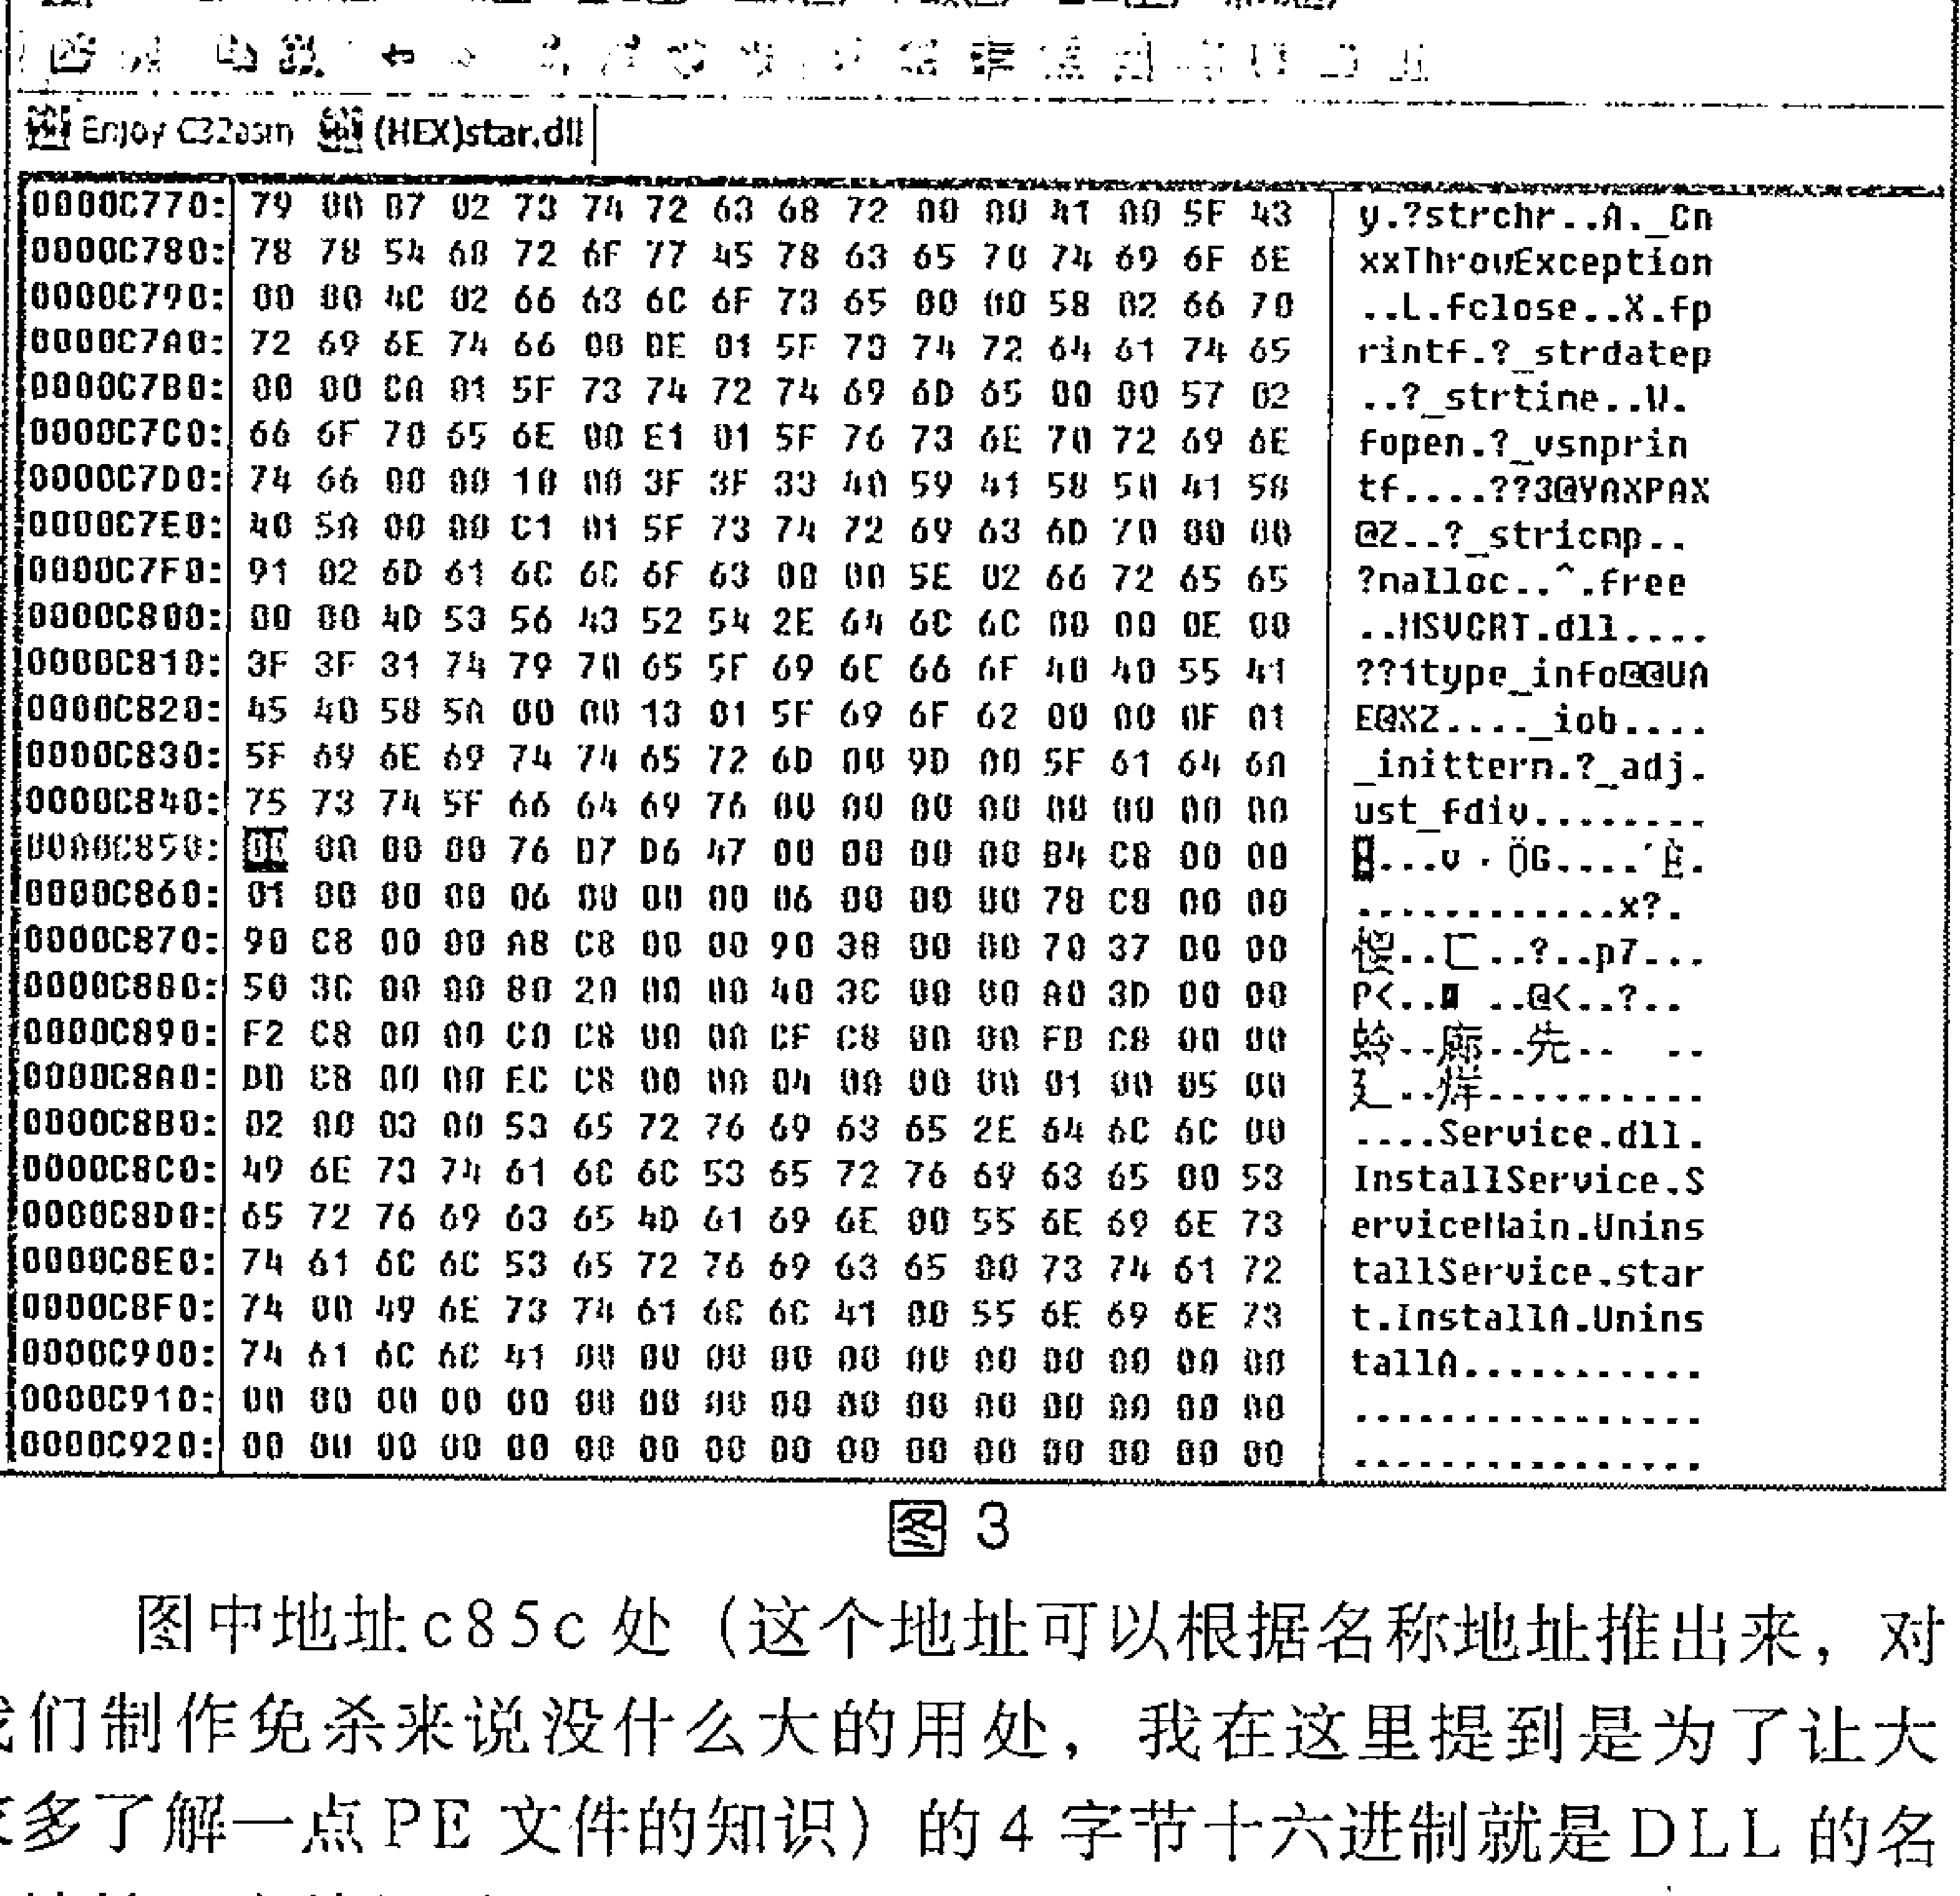 Enjoy C32asm (HEX)star.dll
0000C770: 79 00 B7 02 73 74 72 63 68 72 00 00 41 00 5F 43 y.?strchr..A._Cn
0000C780: 78 78 54 68 72 6F 77 45 78 63 65 70 74 69 6F 6E xxThrowException
0000C790: 00 00 4C 02 66 63 6C 6F 73 65 00 00 58 02 66 70 ..L.fclose..X.fp
0000C7A0: 72 69 6E 74 66 00 BE 01 5F 73 74 72 64 61 74 65 rintf.?_strdatep
0000C7B0: 00 00 CA 01 5F 73 74 72 74 69 6D 65 00 00 57 02 ..?_strtime..W.
0000C7C0: 66 6F 70 65 6E 00 E1 01 5F 76 73 6E 70 72 69 6E fopen.?_vsnprin
0000C7D0: 74 66 00 00 10 00 3F 3F 33 40 59 41 58 50 41 58 tf....??3@YAXPAX
0000C7E0: 40 5A 00 00 C1 01 5F 73 74 72 69 63 6D 70 00 00 @Z..?_stricmp..
0000C7F0: 91 02 6D 61 6C 6C 6F 63 00 00 5E 02 66 72 65 65 ?malloc..^.free
0000C800: 00 00 4D 53 56 43 52 54 2E 64 6C 6C 00 00 0E 00 ..MSVCRT.dll....
0000C810: 3F 3F 31 74 79 70 65 5F 69 6E 66 6F 40 40 55 41 ??1type_info@@UA
0000C820: 45 40 58 5A 00 00 13 01 5F 69 6F 62 00 00 0F 01 E@XZ...._iob....
0000C830: 5F 69 6E 69 74 74 65 72 6D 00 9D 00 5F 61 64 6A _initterm.?_adj.
0000C840: 75 73 74 5F 66 64 69 76 00 00 00 00 00 00 00 00 ust_fdiv........
0000C850: 00 00 00 76 D7 D6 47 00 00 00 00 B4 C8 00 00 ...v · ÖG....´È.
0000C860: 01 00 00 00 06 00 00 00 06 00 00 00 78 C8 00 00 ............x?.
0000C870: 90 C8 00 00 A8 C8 00 00 90 38 00 00 70 37 00 00 ..匚..?..p7...
0000C880: 50 3C 00 00 80 20 00 00 40 3C 00 00 A0 3D 00 00 P<.. ..@<..?..
0000C890: F2 C8 00 00 C0 C8 00 00 CF C8 00 00 FB C8 00 00 蛉..廊..先.. ..
0000C8A0: DD C8 00 00 EC C8 00 00 04 00 00 00 01 00 05 00 ..烊..........
0000C8B0: 02 00 03 00 53 65 72 76 69 63 65 2E 64 6C 6C 00 ....Service.dll.
0000C8C0: 49 6E 73 74 61 6C 6C 53 65 72 76 69 63 65 00 53 InstallService.S
0000C8D0: 65 72 76 69 63 65 4D 61 69 6E 00 55 6E 69 6E 73 erviceMain.Unins
0000C8E0: 74 61 6C 6C 53 65 72 76 69 63 65 00 73 74 61 72 tallService.star
0000C8F0: 74 00 49 6E 73 74 61 6C 6C 41 00 55 6E 69 6E 73 t.InstallA.Unins
0000C900: 74 61 6C 6C 41 00 00 00 00 00 00 00 00 00 00 00 tallA...........
0000C910: 00 00 00 00 00 00 00 00 00 00 00 00 00 00 00 00 ................
0000C920: 00 00 00 00 00 00 00 00 00 00 00 00 00 00 00 00 ................
图 3
图中地址c85c处（这个地址可以根据名称地址推出来，对
们制作免杀来说没什么大的用处，我在这里提到是为了让大
多了解一点PE文件的知识）的4字节十六进制就是DLL的名